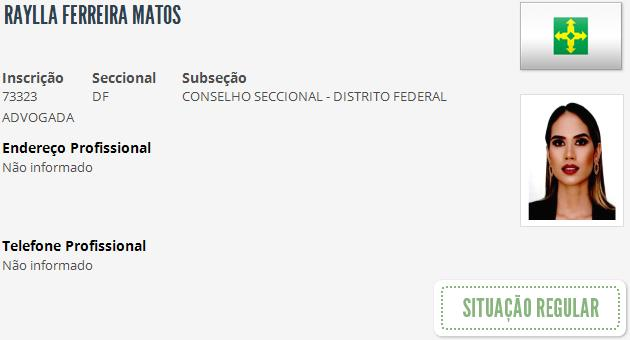 RAYLLA FERREIRA MATOS
Inscrição Seccional Subseção
73323 DF CONSELHO SECCIONAL - DISTRITO FEDERAL
ADVOGADA
Endereço Profissional
Não informado
Telefone Profissional
Não informado
SITUAÇÃO REGULAR